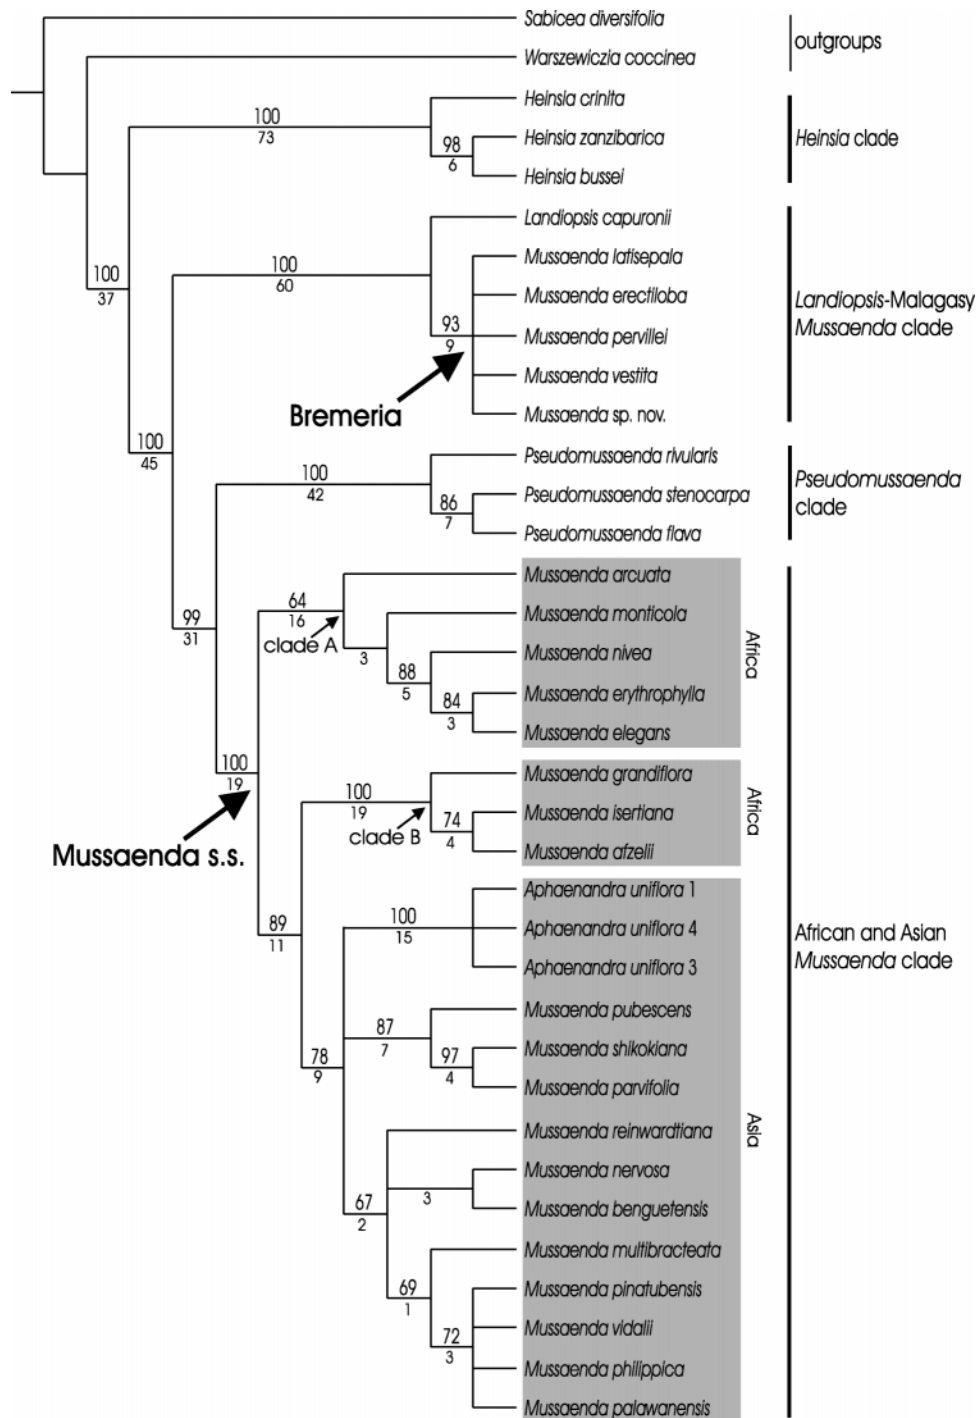 Sabicea diversifolia
outgroups
Warszewiczia coccinea
Heinsia crinita
100
73
Heinsia zanzibarica
Heinsia clade
98
6
Heinsia bussei
Landiopsis capuronii
Mussaenda latisepala
100
60
100
37
Mussaenda erectiloba
Landiopsis-Malagasy
Mussaenda clade
93
9
Mussaenda pervillei
Mussaenda vestita
Bremeria
Mussaenda sp. nov.
100
45
Pseudomussaenda rivularis
100
42
Pseudomussaenda stenocarpa
Pseudomussaenda
clade
86
7
Pseudomussaenda flava
Mussaenda arcuata
64
16
99
31
clade A
Mussaenda monticola
Africa
3
Mussaenda nivea
88
5
Mussaenda erythrophylla
84
3
Mussaenda elegans
100
19
Mussaenda grandiflora
100
19
clade B
Mussaenda isertiana
Africa
74
4
Mussaenda afzelii
Mussaenda s.s.
Aphaenandra uniflora 1
100
15
89
11
Aphaenandra uniflora 4
African and Asian
Mussaenda clade
Aphaenandra uniflora 3
Mussaenda pubescens
87
7
78
9
Mussaenda shikokiana
97
4
Mussaenda parvifolia
Asia
Mussaenda reinwardtiana
Mussaenda nervosa
3
67
2
Mussaenda benguetensis
Mussaenda multibracteata
69
1
Mussaenda pinatubensis
Mussaenda vidalii
72
3
Mussaenda philippica
Mussaenda palawanensis